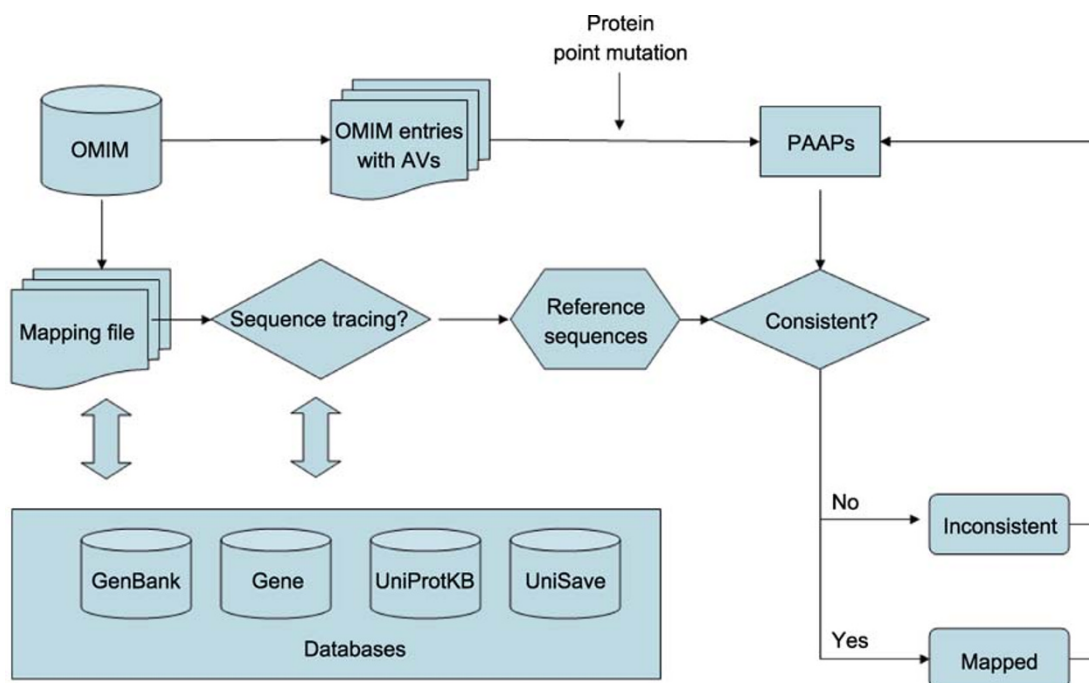 Protein
point mutation
OMIM
OMIM entries
with AVs
PAAPs
Mapping file
Sequence tracing?
Reference
sequences
Consistent?
GenBank
Gene
UniProtKB
UniSave
Databases
No
Inconsistent
Yes
Mapped